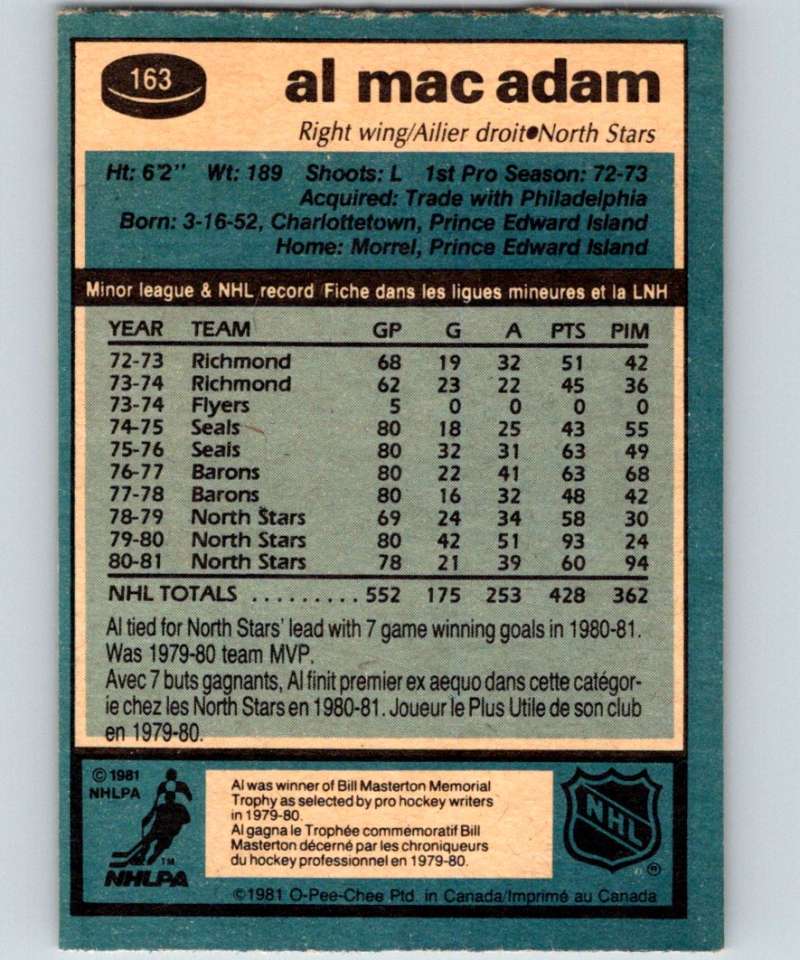 163
al mac adam
Right wing/Ailier droit●North Stars
Ht: 6'2" Wt: 189 Shoots: L 1st Pro Season: 72-73
Acquired: Trade with Philadelphia
Born: 3-16-52, Charlottetown, Prince Edward Island
Home: Morrel, Prince Edward Island
Minor league & NHL record/Fiche dans les ligues mineures et la LNH
YEAR TEAM GP G A PTS PIM
72-73 Richmond 68 19 32 51 42
73-74 Richmond 62 23 22 45 36
73-74 Flyers 5 0 0 0 0
74-75 Seals 80 18 25 43 55
75-76 Seals 80 32 31 63 49
76-77 Barons 80 22 41 63 68
77-78 Barons 80 16 32 48 42
78-79 North Stars 69 24 34 58 30
79-80 North Stars 80 42 51 93 24
80-81 North Stars 78 21 39 60 94
NHL TOTALS ......... 552 175 253 428 362
Al tied for North Stars' lead with 7 game winning goals in 1980-81.
Was 1979-80 team MVP.
Avec 7 buts gagnants, Al finit premier ex aequo dans cette catégor-
ie chez les North Stars en 1980-81. Joueur le Plus Utile de son club
en 1979-80.
© 1981
NHLPA
TM
NHLPA
Al was winner of Bill Masterton Memorial
Trophy as selected by pro hockey writers
in 1979-80.
Al gagna le Trophée commémoratif Bill
Masterton décerné par les chroniqueurs
du hockey professionnel en 1979-80.
NHL
®
©1981 O-Pee-Chee Ptd. in Canada/Imprimé au Canada